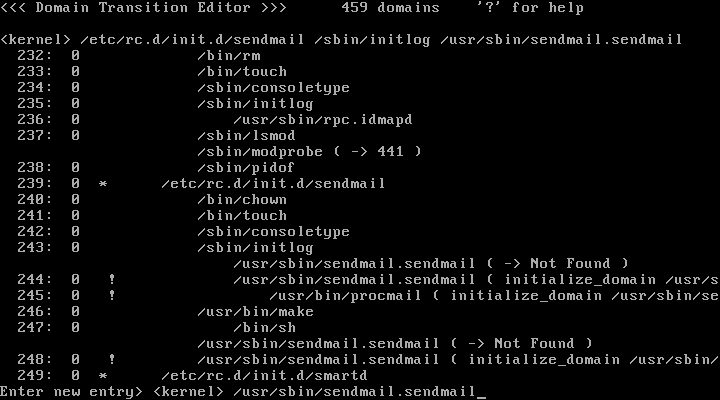 <<< Domain Transition Editor >>>      459 domains    '?' for help
<kernel> /etc/rc.d/init.d/sendmail /sbin/initlog /usr/sbin/sendmail.sendmail
232:  0             /bin/rm
233:  0             /bin/touch
234:  0             /sbin/consoletype
235:  0             /sbin/initlog
236:  0                 /usr/sbin/rpc.idmapd
237:  0             /sbin/lsmod
/sbin/modprobe ( -> 441 )
238:  0             /sbin/pidof
239:  0  *      /etc/rc.d/init.d/sendmail
240:  0             /bin/chown
241:  0             /bin/touch
242:  0             /sbin/consoletype
243:  0             /sbin/initlog
/usr/sbin/sendmail.sendmail ( -> Not Found )
244:  0   !             /usr/sbin/sendmail.sendmail ( initialize_domain /usr/s
245:  0   !                 /usr/bin/procmail ( initialize_domain /usr/sbin/se
246:  0             /usr/bin/make
247:  0                 /bin/sh
/usr/sbin/sendmail.sendmail ( -> Not Found )
248:  0   !         /usr/sbin/sendmail.sendmail ( initialize_domain /usr/sbin/
249:  0  *      /etc/rc.d/init.d/smartd
Enter new entry> <kernel> /usr/sbin/sendmail.sendmail_